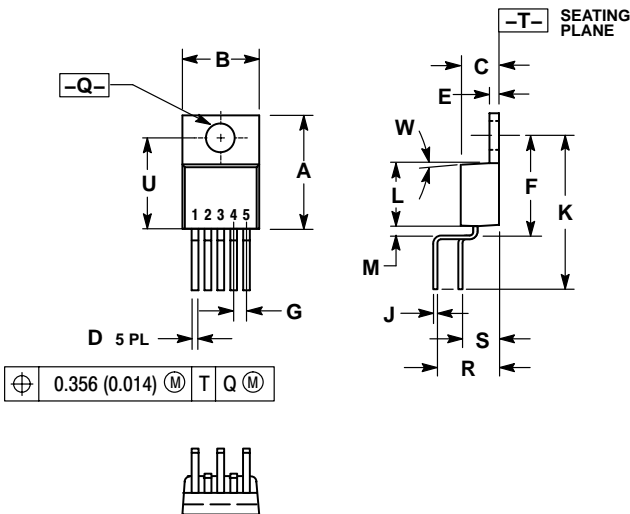 –T– SEATING
PLANE
B
C
–Q–
E
W
U
A
L
F
K
1 2 3 4 5
M
G
J
S
D 5 PL
R
⌖ 0.356 (0.014) Ⓜ T Q Ⓜ